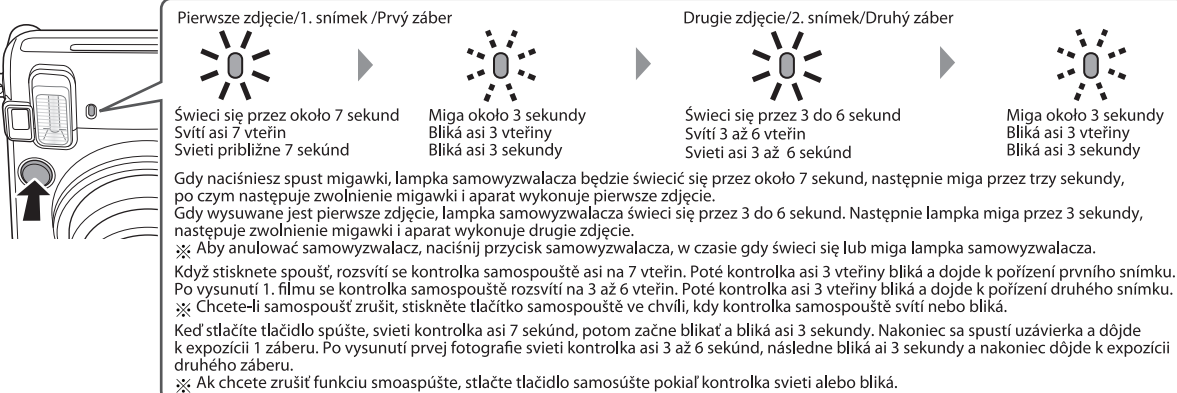 Pierwsze zdjęcie/1. snímek /Prvý záber
Drugie zdjęcie/2. snímek/Druhý záber
Świeci się przez około 7 sekund
Svítí asi 7 vteřin
Svieti približne 7 sekúnd
Miga około 3 sekundy
Bliká asi 3 vteřiny
Bliká asi 3 sekundy
Świeci się przez 3 do 6 sekund
Svítí 3 až 6 vteřin
Svieti asi 3 až 6 sekúnd
Miga około 3 sekundy
Bliká asi 3 vteřiny
Bliká asi 3 sekundy
Gdy naciśniesz spust migawki, lampka samowyzwalacza będzie świecić się przez około 7 sekund, następnie miga przez trzy sekundy,
po czym następuje zwolnienie migawki i aparat wykonuje pierwsze zdjęcie.
Gdy wysuwane jest pierwsze zdjęcie, lampka samowyzwalacza świeci się przez 3 do 6 sekund. Następnie lampka miga przez 3 sekundy,
następuje zwolnienie migawki i aparat wykonuje drugie zdjęcie.
※ Aby anulować samowyzwalacz, naciśnij przycisk samowyzwalacza, w czasie gdy świeci się lub miga lampka samowyzwalacza.
Když stisknete spoušť, rozsvítí se kontrolka samospouště asi na 7 vteřin. Poté kontrolka asi 3 vteřiny bliká a dojde k pořízení prvního snímku.
Po vysunutí 1. filmu se kontrolka samospouště rozsvítí na 3 až 6 vteřin. Poté kontrolka asi 3 vteřiny bliká a dojde k pořízení druhého snímku.
※ Chcete-li samospoušť zrušit, stiskněte tlačítko samospouště ve chvíli, kdy kontrolka samospouště svítí nebo bliká.
Keď stlačíte tlačidlo spúšte, svieti kontrolka asi 7 sekúnd, potom začne blikať a bliká asi 3 sekundy. Nakoniec sa spustí uzávierka a dôjde
k expozícii 1 záberu. Po vysunutí prvej fotografie svieti kontrolka asi 3 až 6 sekúnd, následne bliká ai 3 sekundy a nakoniec dôjde k expozícii
druhého záberu.
※ Ak chcete zrušiť funkciu smoaspúšte, stlačte tlačidlo samosúšte pokiaľ kontrolka svieti alebo bliká.